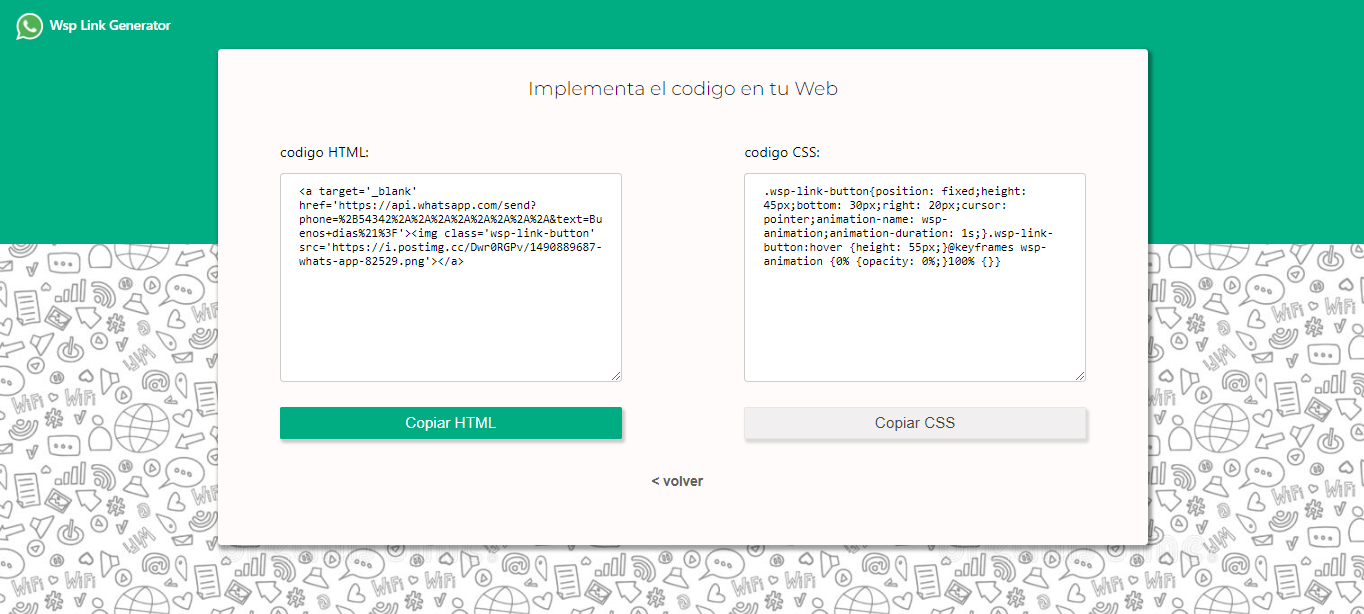 Wsp Link Generator
Implementa el codigo en tu Web
codigo HTML:
<a target='_blank'
href='https://api.whatsapp.com/send?
phone=%2B54342%2A%2A%2A%2A%2A%2A%2A%2A&text=Bu
enos+dias%21%3F'><img class='wsp-link-button'
src='https://i.postimg.cc/Dwr0RGPv/1490889687-
whats-app-82529.png'></a>
Copiar HTML
codigo CSS:
.wsp-link-button{position: fixed;height:
45px;bottom: 30px;right: 20px;cursor:
pointer;animation-name: wsp-
animation;animation-duration: 1s;}.wsp-link-
button:hover {height: 55px;}@keyframes wsp-
animation {0% {opacity: 0%;}100% {}}
Copiar CSS
< volver